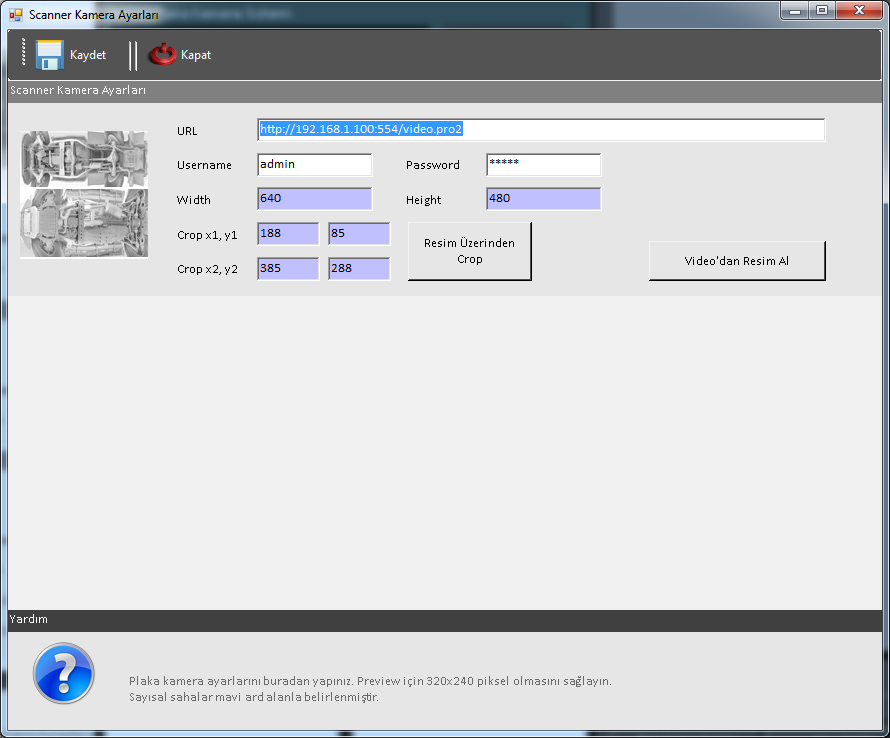 Scanner Kamera Ayarları
Kaydet
Kapat
Scanner Kamera Ayarları
URL
http://192.168.1.100:554/video.pro2
Username
admin
Password
*****
Width
640
Height
480
Crop x1, y1
188
85
Resim Üzerinden
Crop
Crop x2, y2
385
288
Video'dan Resim Al
Yardım
Plaka kamera ayarlarını buradan yapınız. Preview için 320x240 piksel olmasını sağlayın.
Sayısal sahalar mavi ard alanla belirlenmiştir.